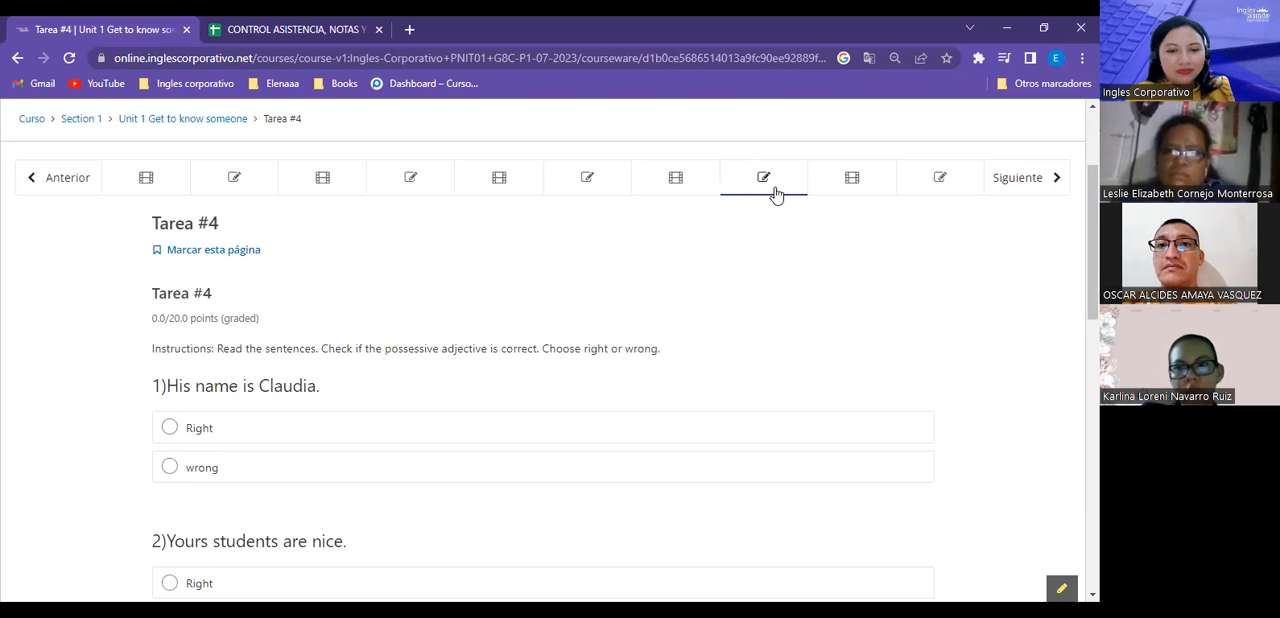 Tarea #4 | Unit 1 Get to know so
CONTROL ASISTENCIA, NOTAS Y
online.inglescorporativo.net/courses/course-v1:Ingles-Corporativo+PNIT01+G8C-P1-07-2023/courseware/d1b0ce5686514013a9fc90ee92889f...
E
Gmail
YouTube
Ingles corporativo
Elenaaa
Books
Dashboard – Curso...
Otros marcadores
Curso > Section 1 > Unit 1 Get to know someone > Tarea #4
Anterior
Siguiente
Tarea #4
Marcar esta página
Tarea #4
0.0/20.0 points (graded)
Instructions: Read the sentences. Check if the possessive adjective is correct. Choose right or wrong.
1)His name is Claudia.
Right
wrong
2)Yours students are nice.
Right
Ingles Corporativo
Leslie Elizabeth Cornejo Monterrosa
OSCAR ALCIDES AMAYA VASQUEZ
Karlina Loreni Navarro Ruiz